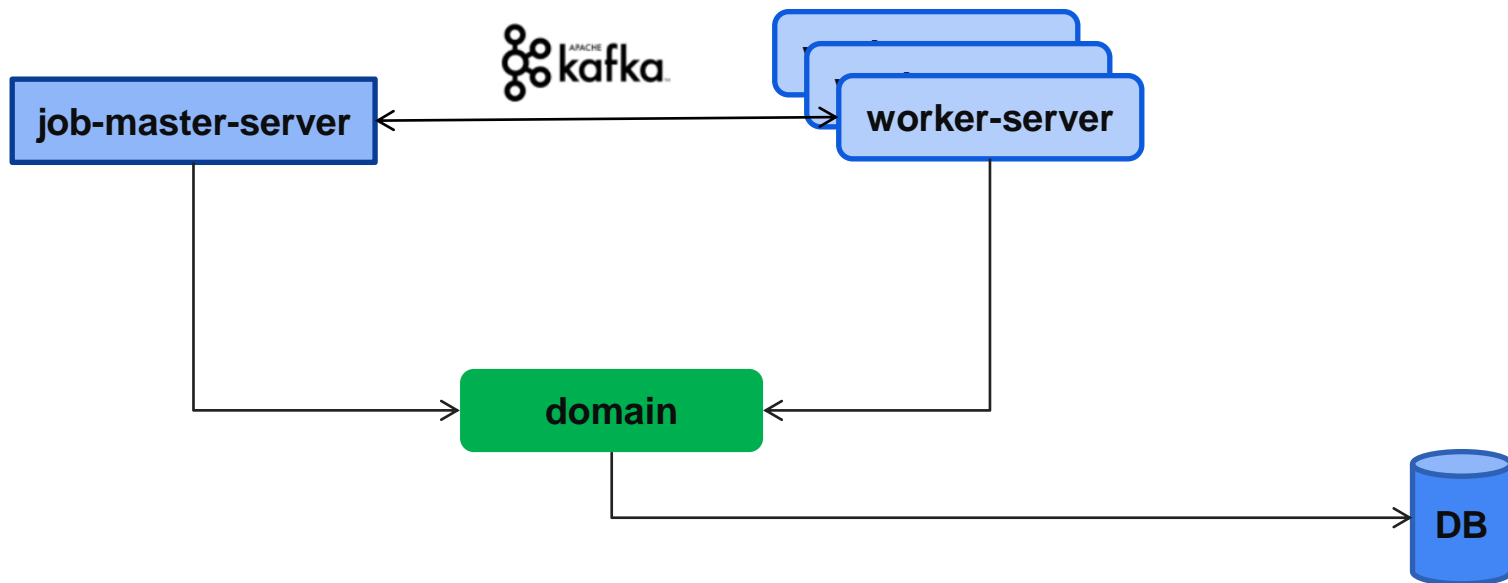 APACHE
kafka
job-master-server
worker-server
domain
DB